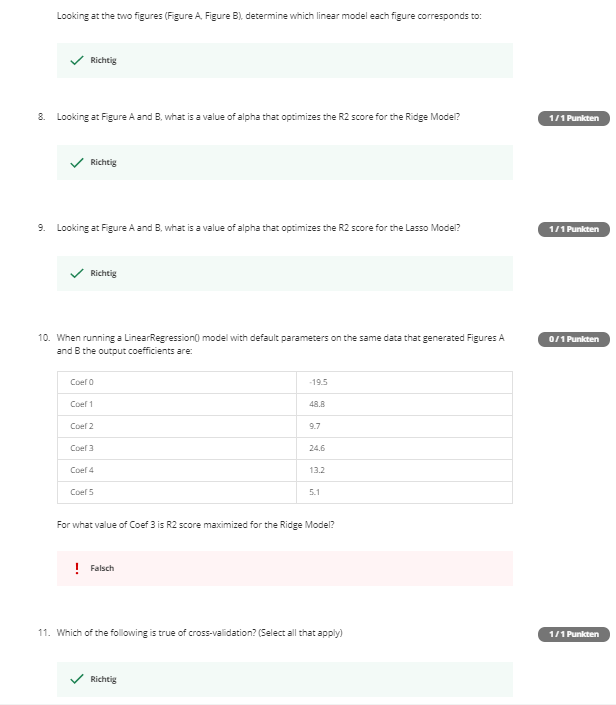 Looking at the two figures (Figure A, Figure B), determine which linear model each figure corresponds to:
Richtig
8. Looking at Figure A and B, what is a value of alpha that optimizes the R2 score for the Ridge Model?
1 / 1 Punkten
Richtig
9. Looking at Figure A and B, what is a value of alpha that optimizes the R2 score for the Lasso Model?
1 / 1 Punkten
Richtig
10. When running a LinearRegression() model with default parameters on the same data that generated Figures A
and B the output coefficients are:
0 / 1 Punkten
Coef 0 -19.5
Coef 1 48.8
Coef 2 9.7
Coef 3 24.6
Coef 4 13.2
Coef 5 5.1
For what value of Coef 3 is R2 score maximized for the Ridge Model?
! Falsch
11. Which of the following is true of cross-validation? (Select all that apply)
1 / 1 Punkten
Richtig